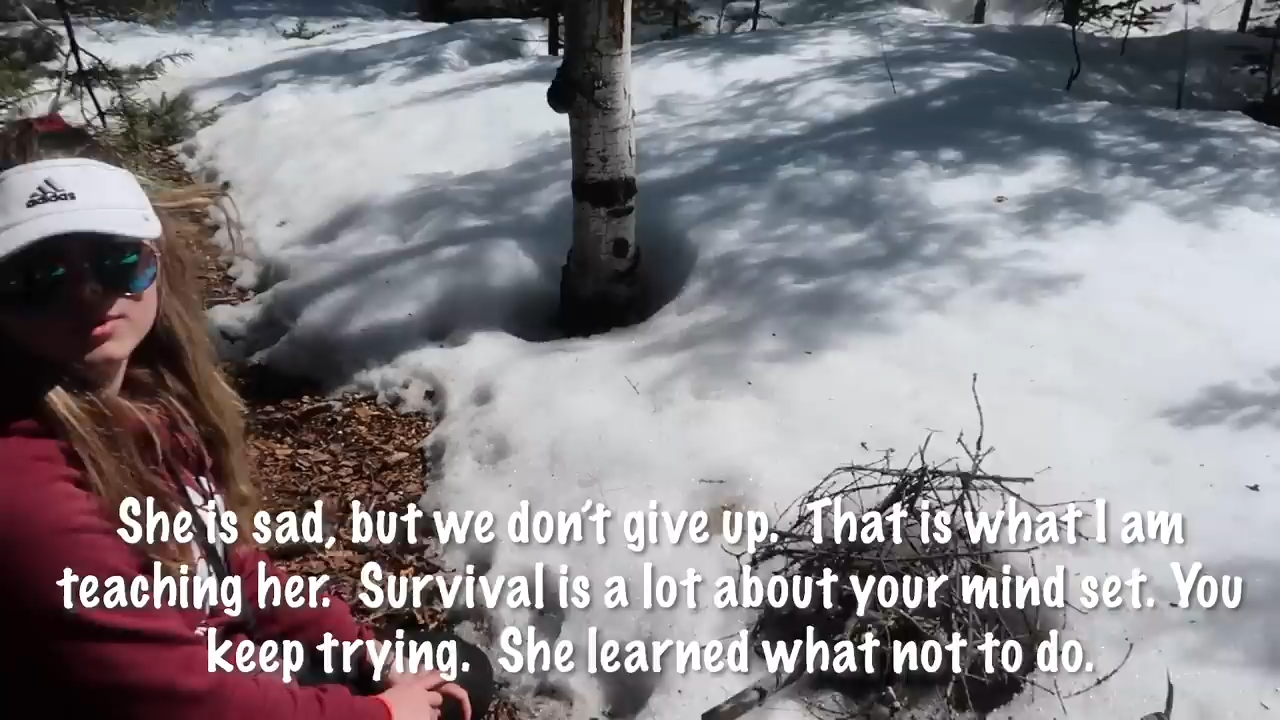 adidas
She is sad, but we don't give up. That is what I am
teaching her. Survival is a lot about your mind set. You
keep trying. She learned what not to do.